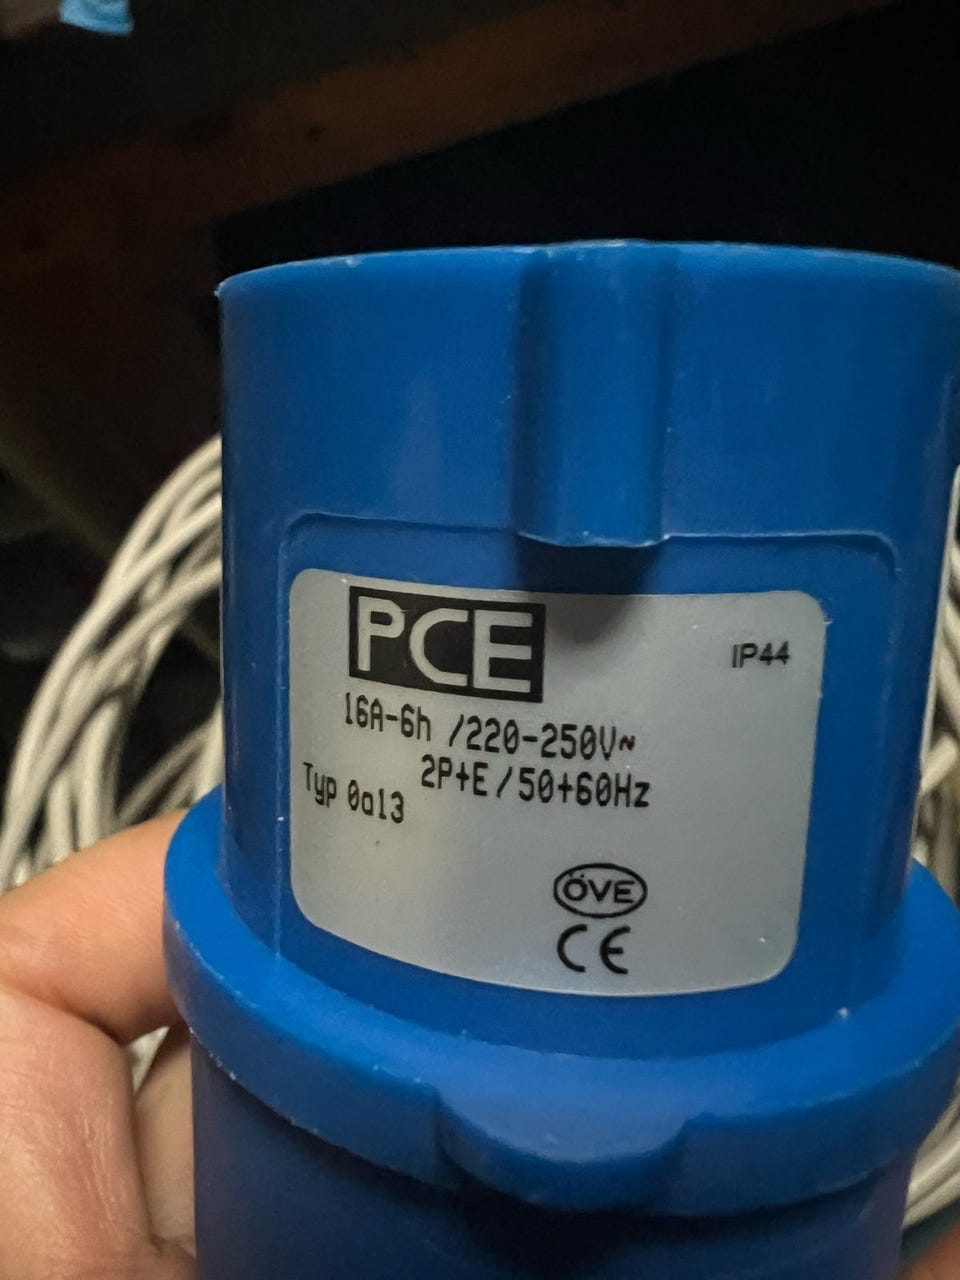 PCE
IP44
16A-6h /220-250V~
2P+E/50+60Hz
Typ 0a13
ÖVE
CE